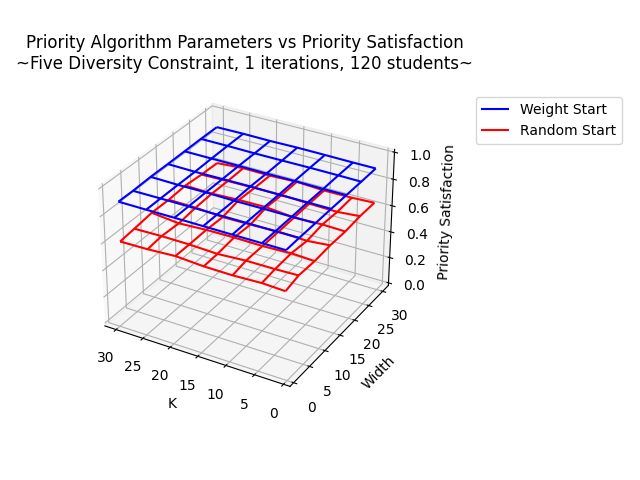 Priority Algorithm Parameters vs Priority Satisfaction
~Five Diversity Constraint, 1 iterations, 120 students~
Weight Start
Random Start
1.0
0.8
0.6
0.4
0.2
0.0
Priority Satisfaction
30
25
20
15
10
5
0
Width
30
25
20
15
10
5
0
K